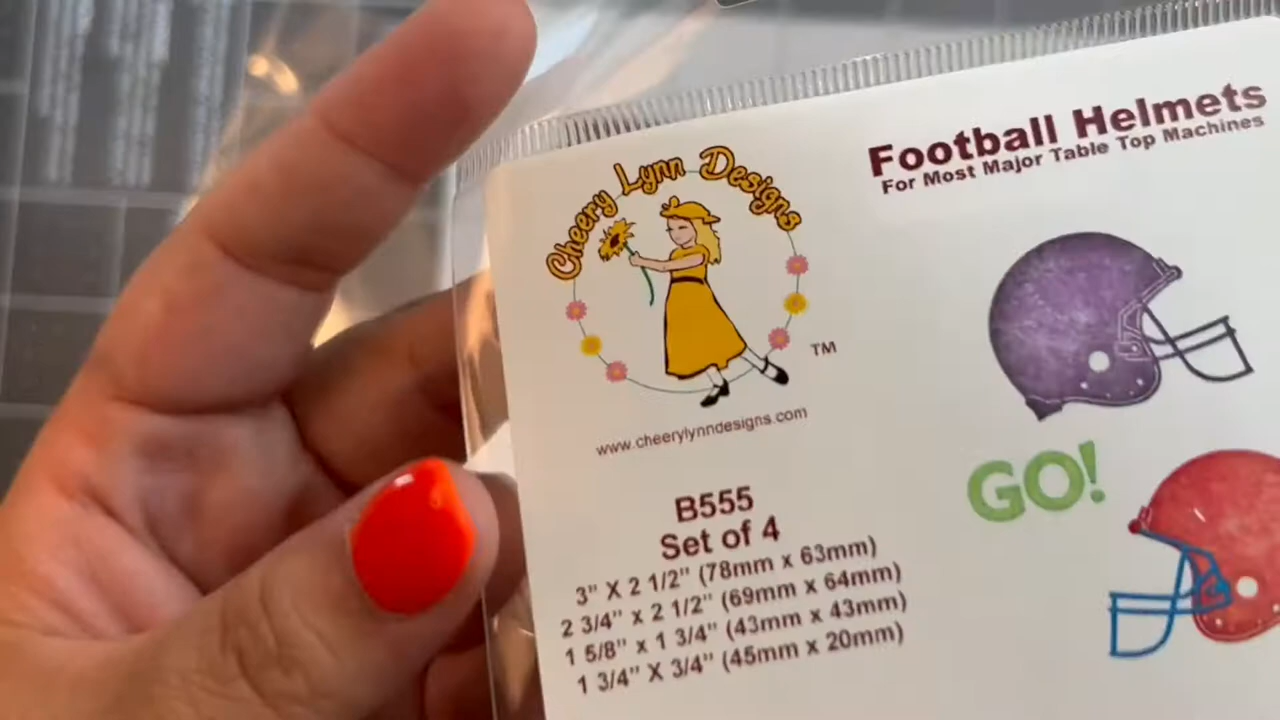 Cheery Lynn Designs
TM
www.cheerylynndesigns.com
B555
Set of 4
3" X 2 1/2" (78mm x 63mm)
2 3/4" x 2 1/2" (69mm x 64mm)
1 5/8" x 1 3/4" (43mm x 43mm)
1 3/4" X 3/4" (45mm x 20mm)
Football Helmets
For Most Major Table Top Machines
GO!